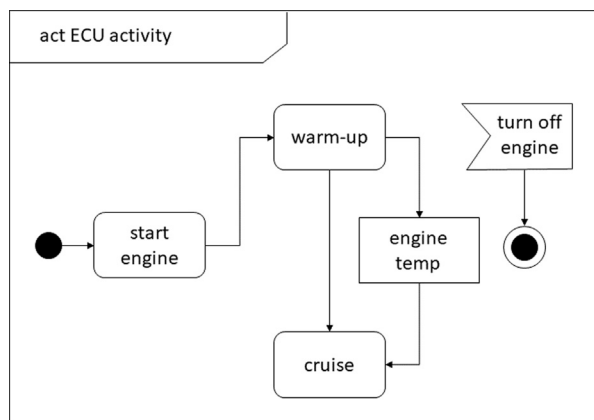 act ECU activity
warm-up
turn off
engine
start
engine
engine
temp
cruise